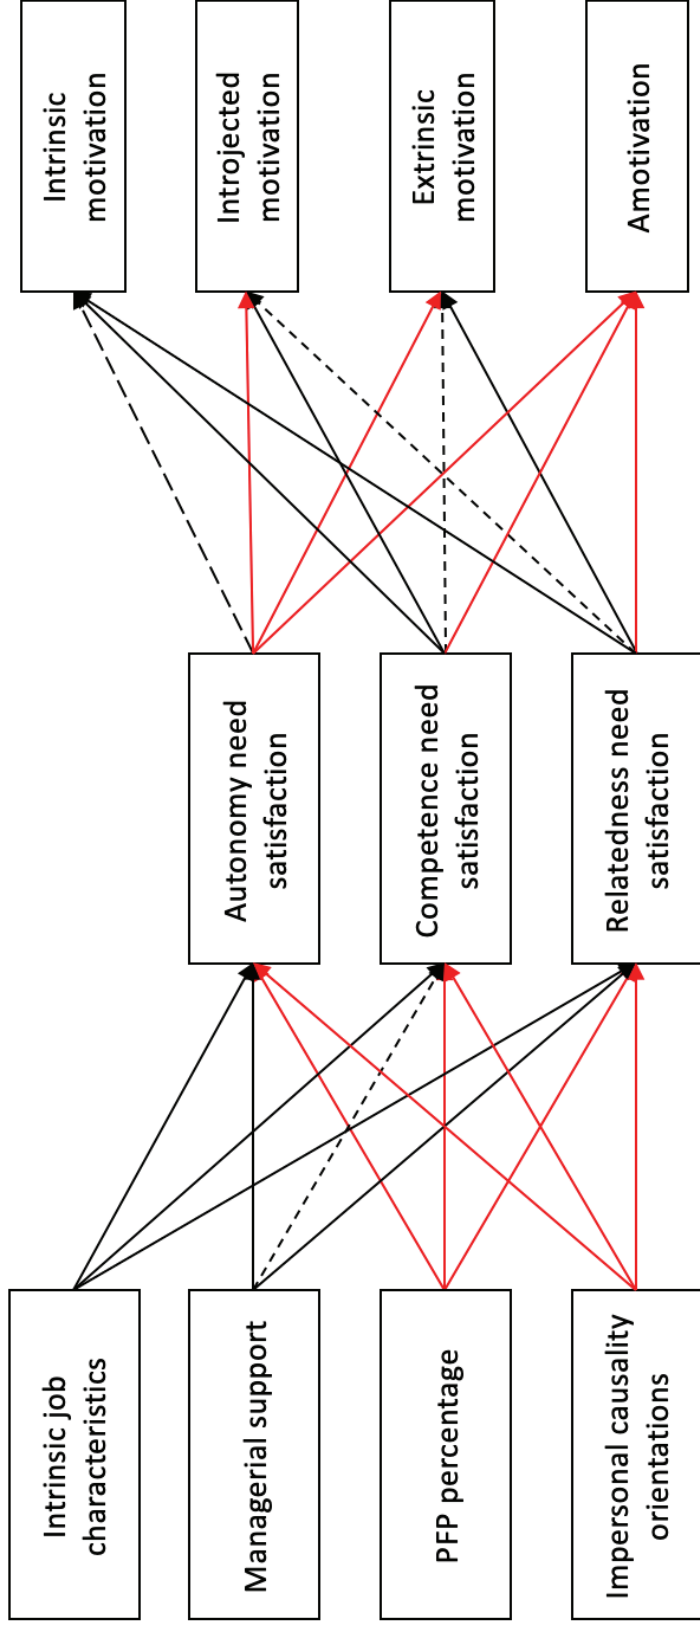 Intrinsic job
characteristics
Managerial support
PFP percentage
Impersonal causality
orientations
Autonomy need
satisfaction
Competence need
satisfaction
Relatedness need
satisfaction
Intrinsic
motivation
Introjected
motivation
Extrinsic
motivation
Amotivation